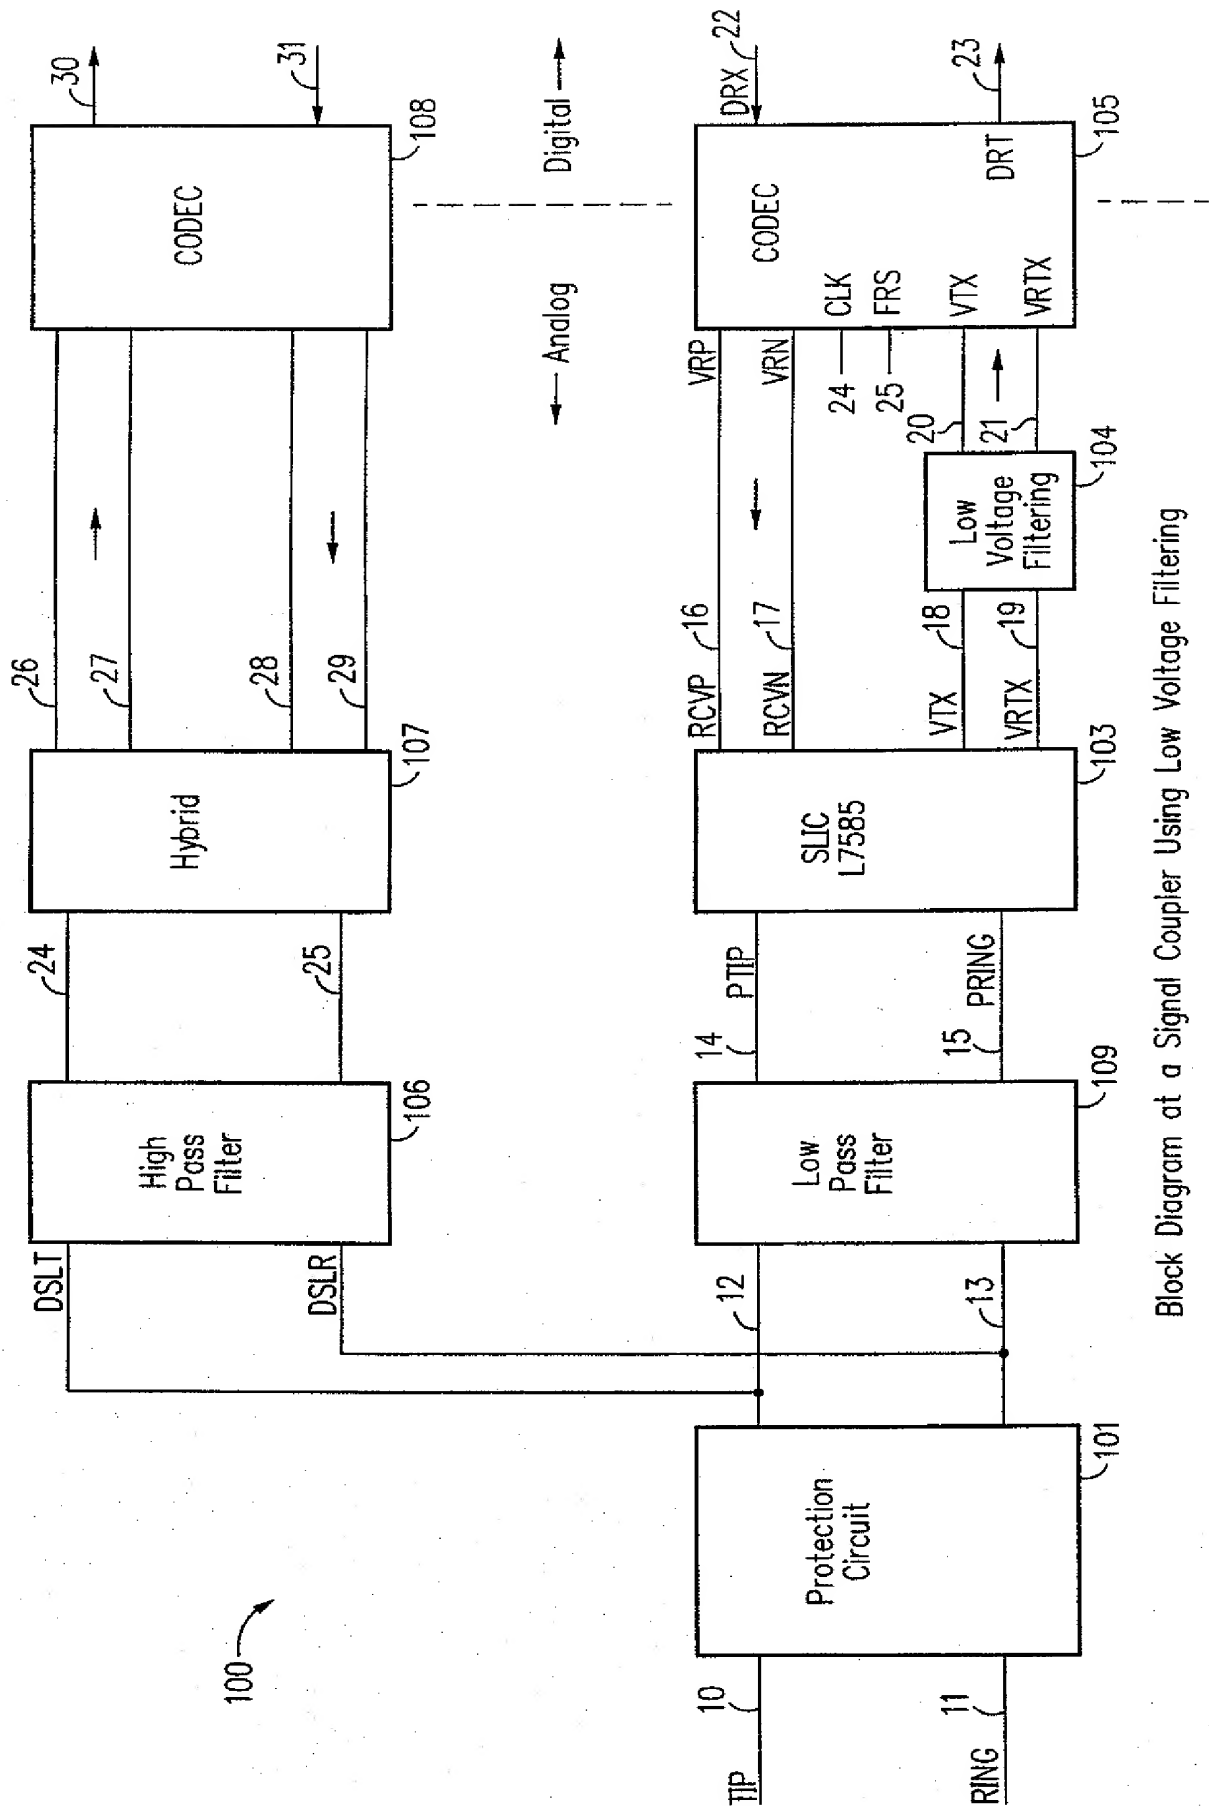 100
TIP
10
RING
11
Protection
Circuit
101
DSLT
DSLR
12
13
High
Pass
Filter
106
Low
Pass
Filter
109
24
25
14
PTIP
15
PRING
Hybrid
107
SLIC
L7585
103
26
27
28
29
RCVP
16
RCVN
17
VTX
18
VRTX
19
Low
Voltage
Filtering
104
20
21
← Analog
Digital →
VRP
VRN
24
CLK
25
FRS
VTX
VRTX
CODEC
108
CODEC
DRT
105
30
31
DRX
22
23
Block Diagram at a Signal Coupler Using Low Voltage Filtering